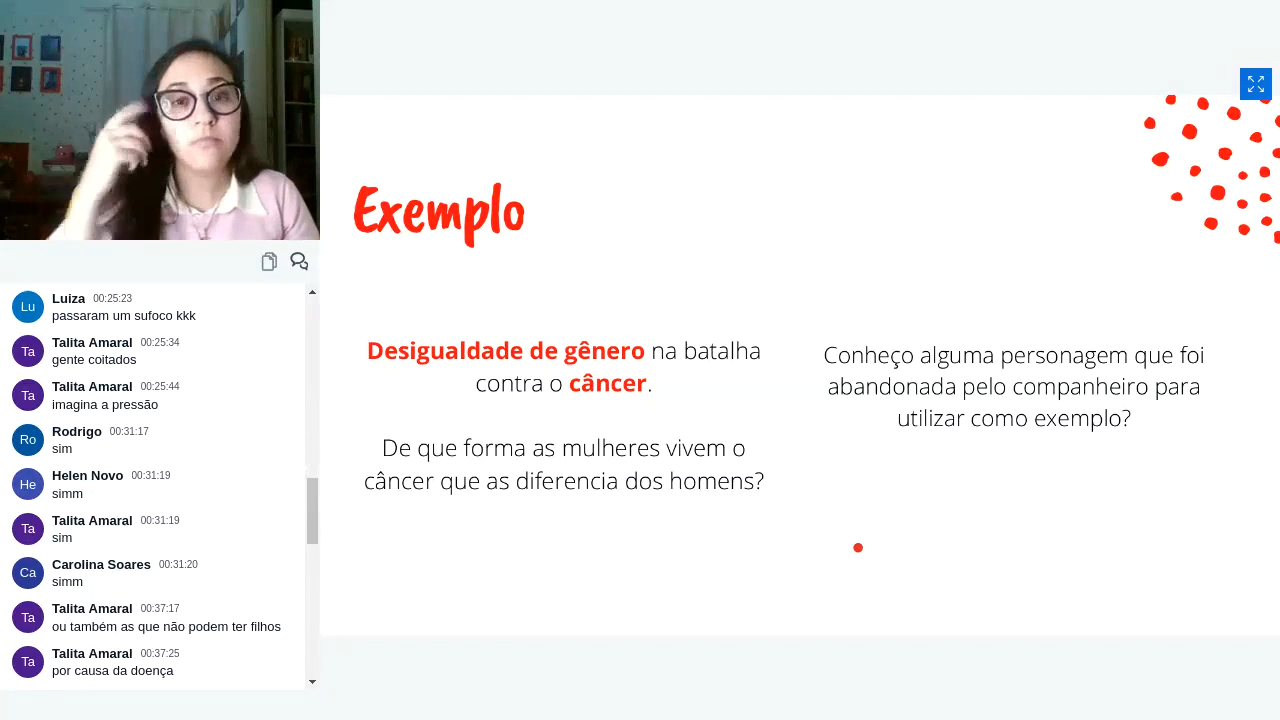 Exemplo
Desigualdade de gênero na batalha
contra o câncer.
De que forma as mulheres vivem o
câncer que as diferencia dos homens?
Conheço alguma personagem que foi
abandonada pelo companheiro para
utilizar como exemplo?
Lu Luiza 00:25:23
passaram um sufoco kkk
Ta Talita Amaral 00:25:34
gente coitados
Ta Talita Amaral 00:25:44
imagina a pressão
Ro Rodrigo 00:31:17
sim
He Helen Novo 00:31:19
simm
Ta Talita Amaral 00:31:19
sim
Ca Carolina Soares 00:31:20
simm
Ta Talita Amaral 00:37:17
ou também as que não podem ter filhos
Ta Talita Amaral 00:37:25
por causa da doença